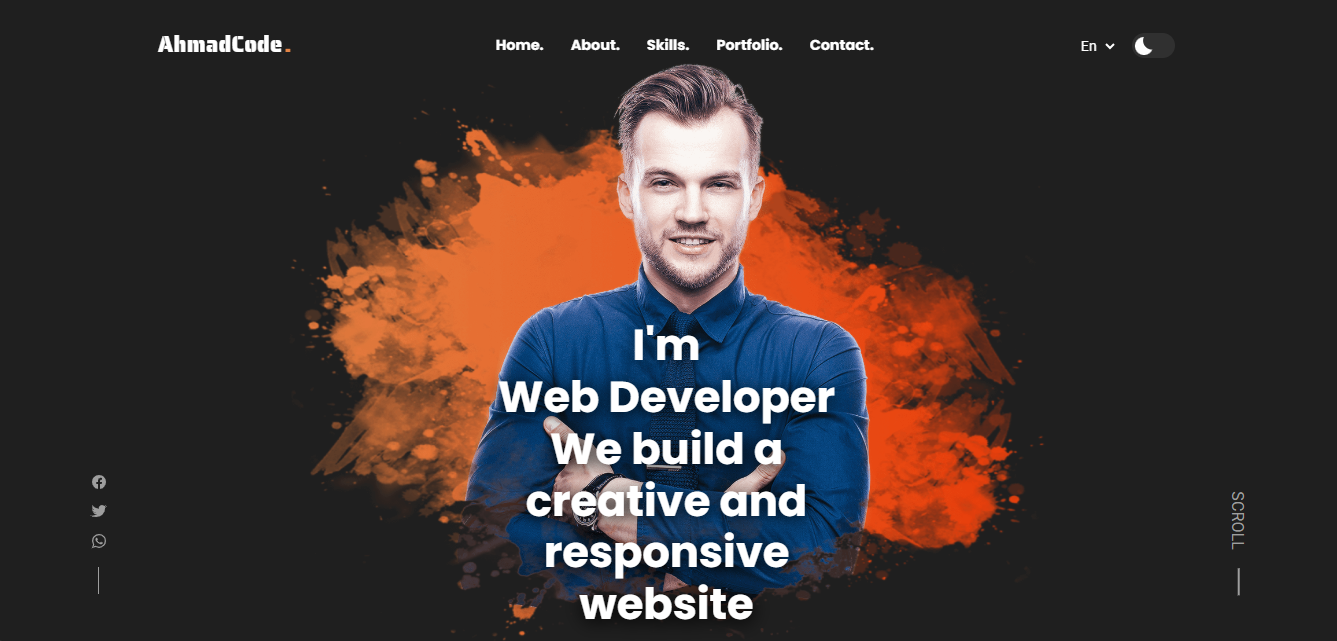 AhmadCode.
Home. About. Skills. Portfolio. Contact.
En
I'm
Web Developer
We build a
creative and
responsive
website
SCROLL